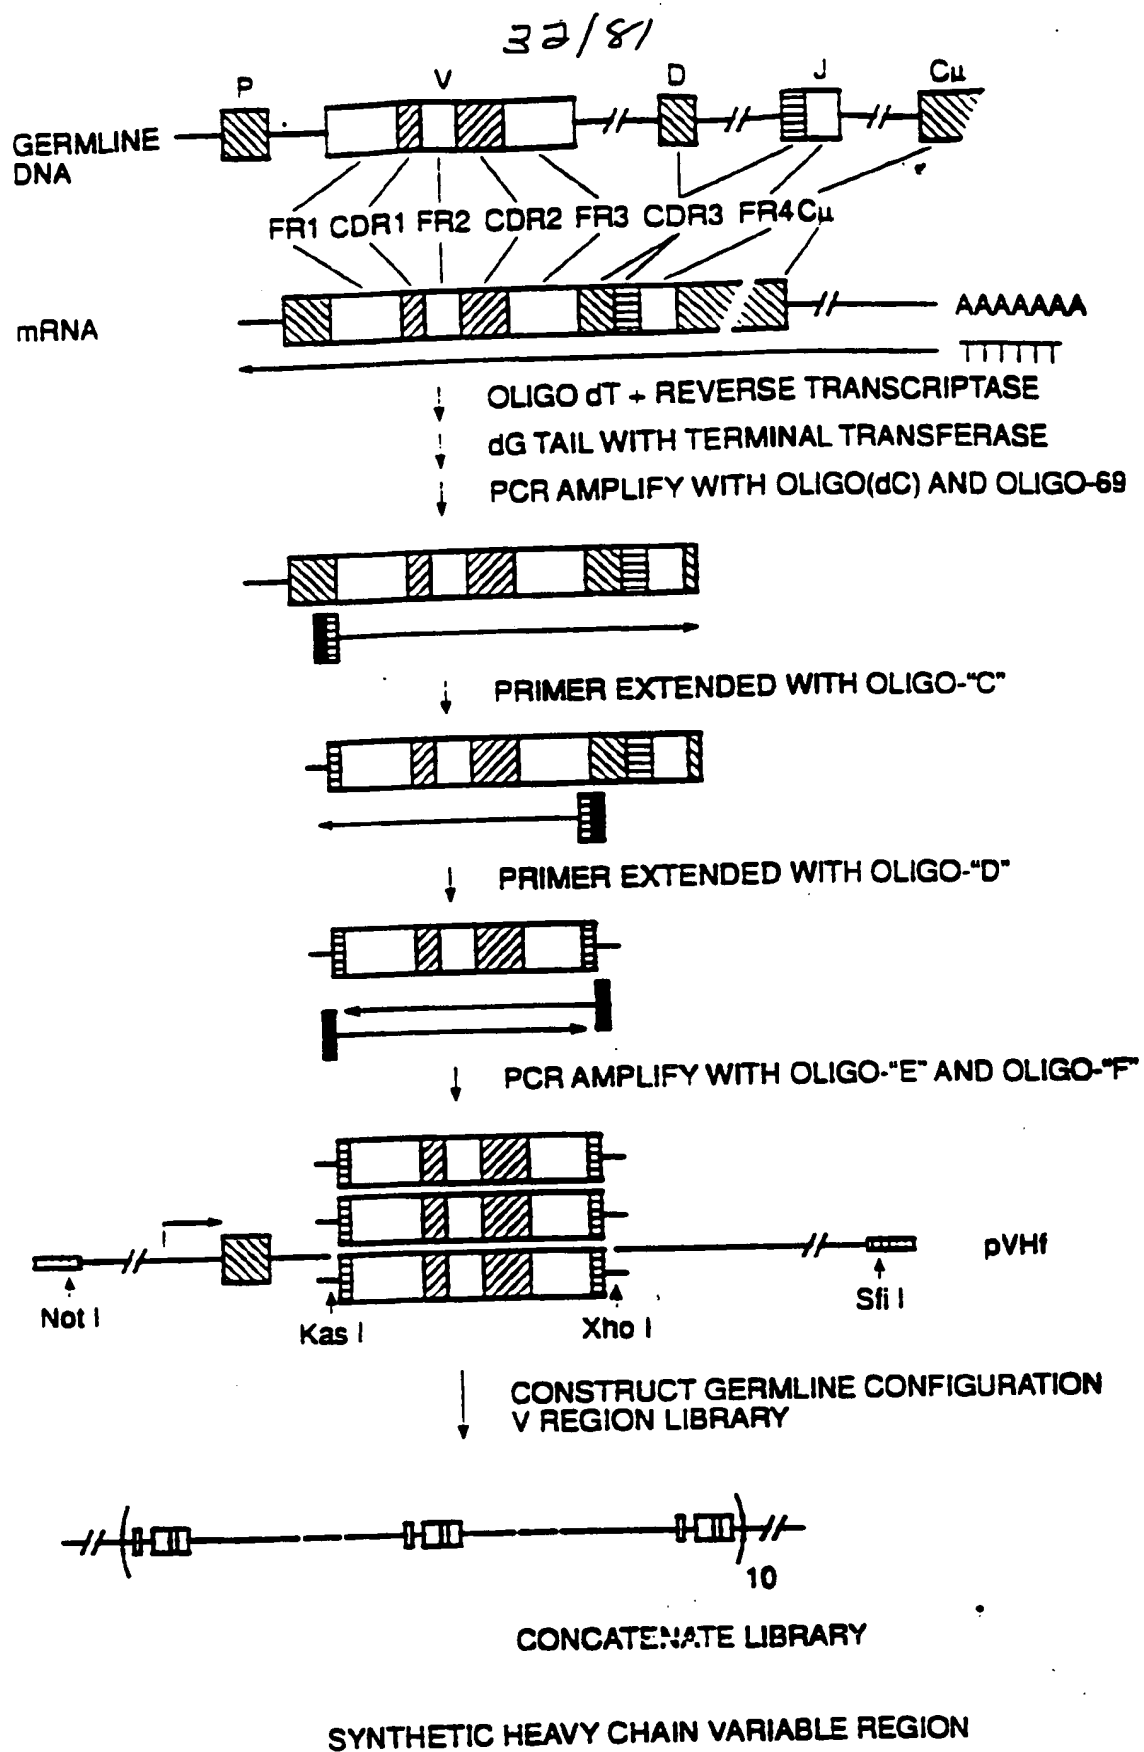 32/81
P V D J Cμ
GERMLINE
DNA
FR1 CDR1 FR2 CDR2 FR3 CDR3 FR4 Cμ
mRNA
AAAAAAA
TTTTTT
OLIGO dT + REVERSE TRANSCRIPTASE
dG TAIL WITH TERMINAL TRANSFERASE
PCR AMPLIFY WITH OLIGO(dC) AND OLIGO-69
PRIMER EXTENDED WITH OLIGO-"C"
PRIMER EXTENDED WITH OLIGO-"D"
PCR AMPLIFY WITH OLIGO-"E" AND OLIGO-"F"
pVHf
Not I
Kas I
Xho I
Sfi I
CONSTRUCT GERMLINE CONFIGURATION
V REGION LIBRARY
10
CONCATENATE LIBRARY
SYNTHETIC HEAVY CHAIN VARIABLE REGION